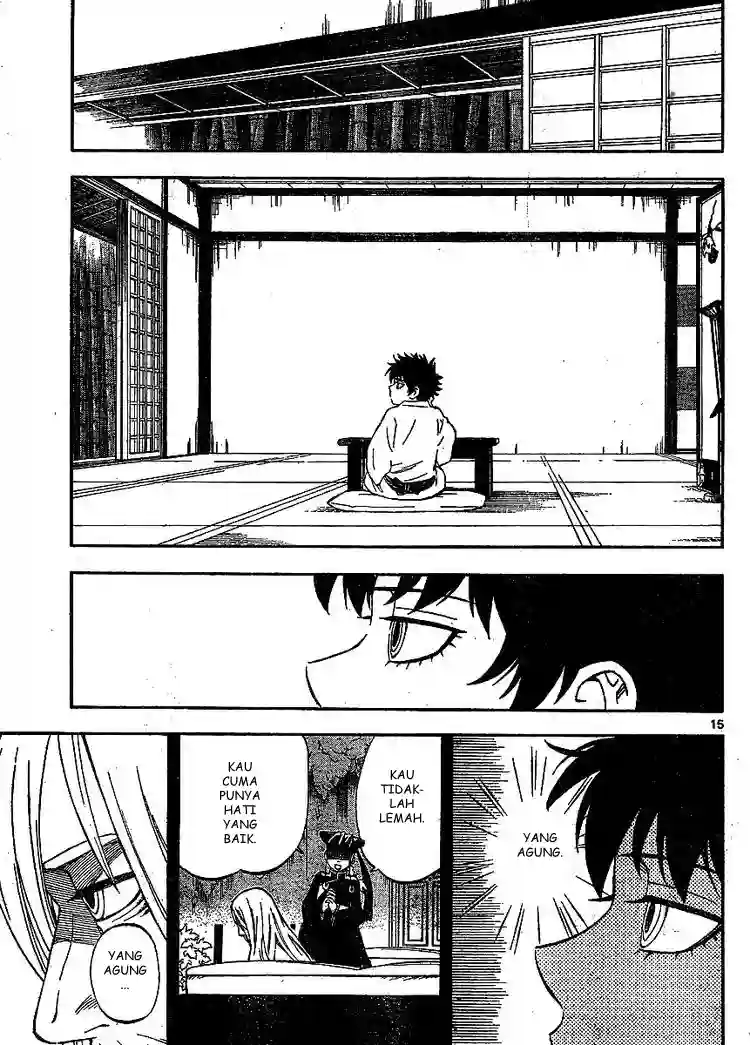 15
YANG
AGUNG.
KAU
TIDAK-
LAH
LEMAH.
KAU
CUMA
PUNYA
HATI
YANG
BAIK.
YANG
AGUNG
...